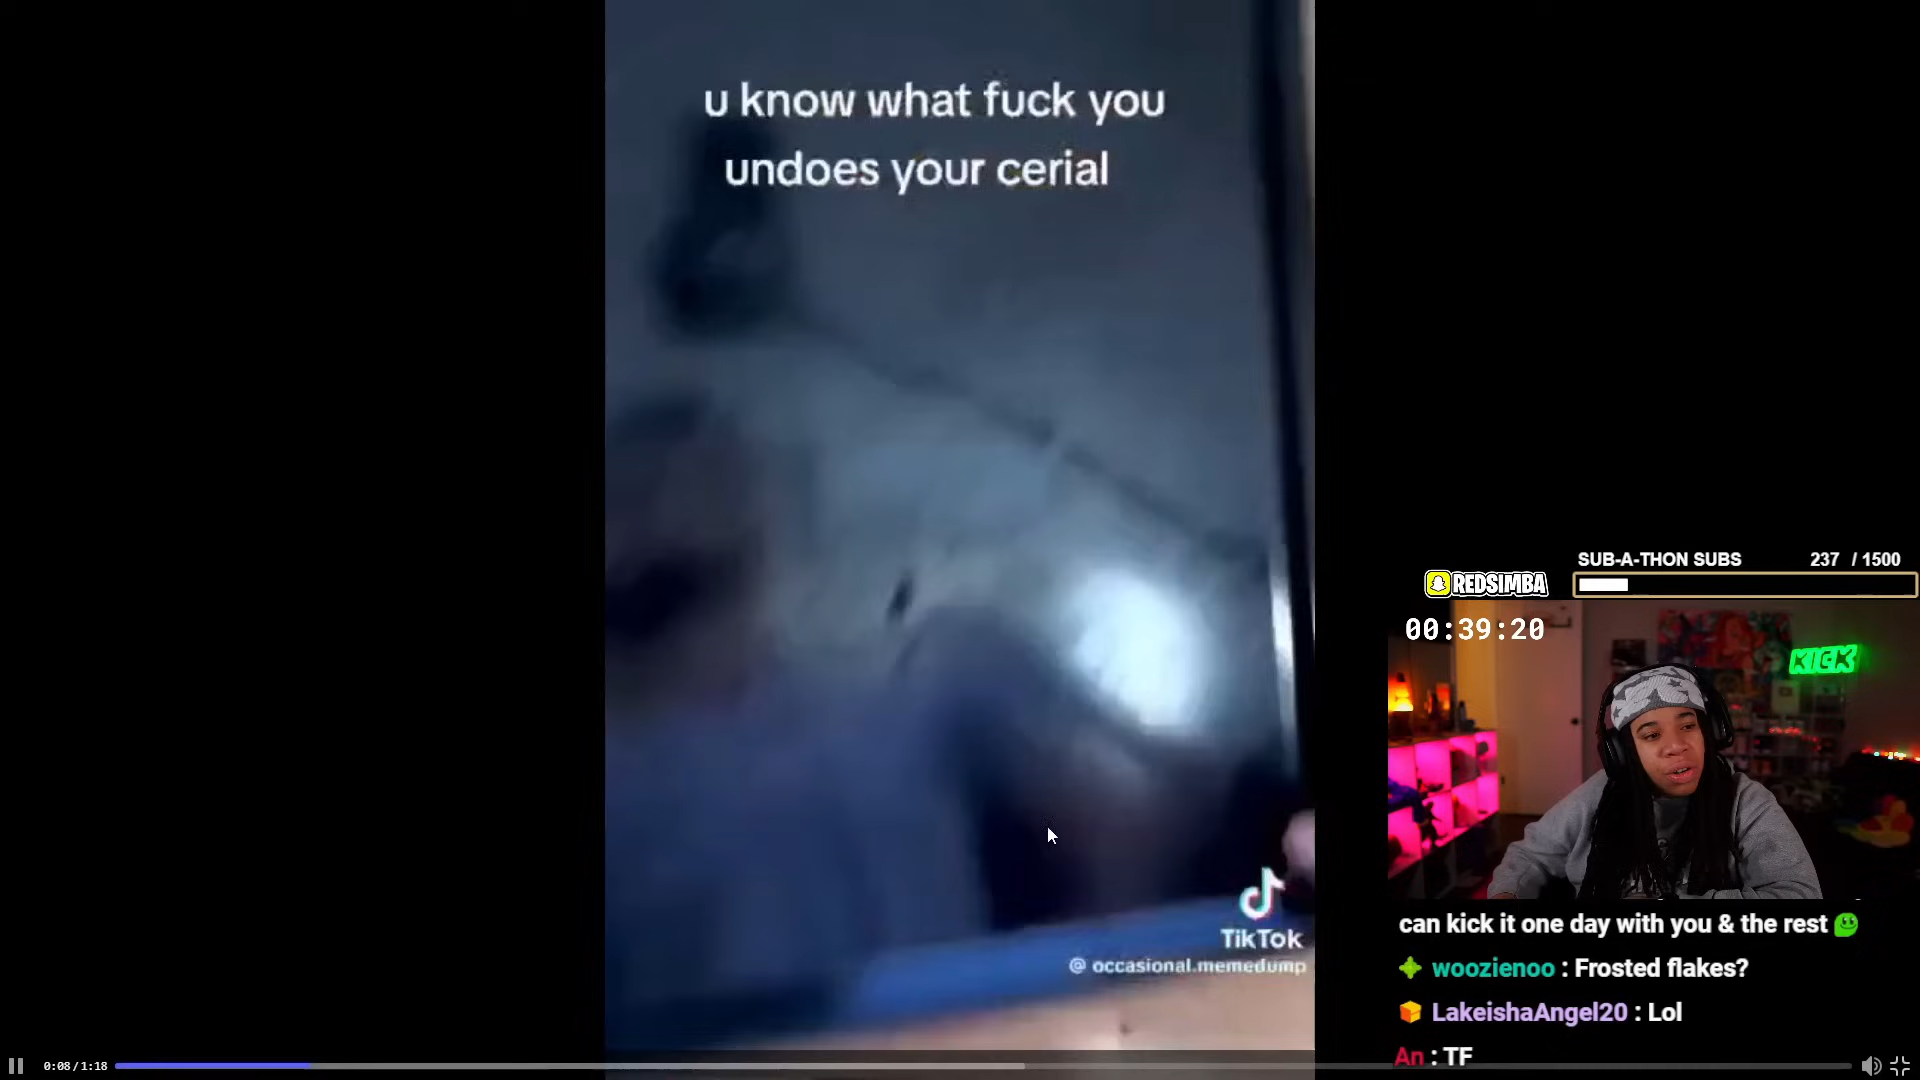 u know what fuck you
undoes your cerial
TikTok
@ occasional.memedump
SUB-A-THON SUBS 237 / 1500
REDSIMBA
00:39:20
KICK
can kick it one day with you & the rest
woozienoo : Frosted flakes?
LakeishaAngel20 : Lol
An : TF
0:08/1:18